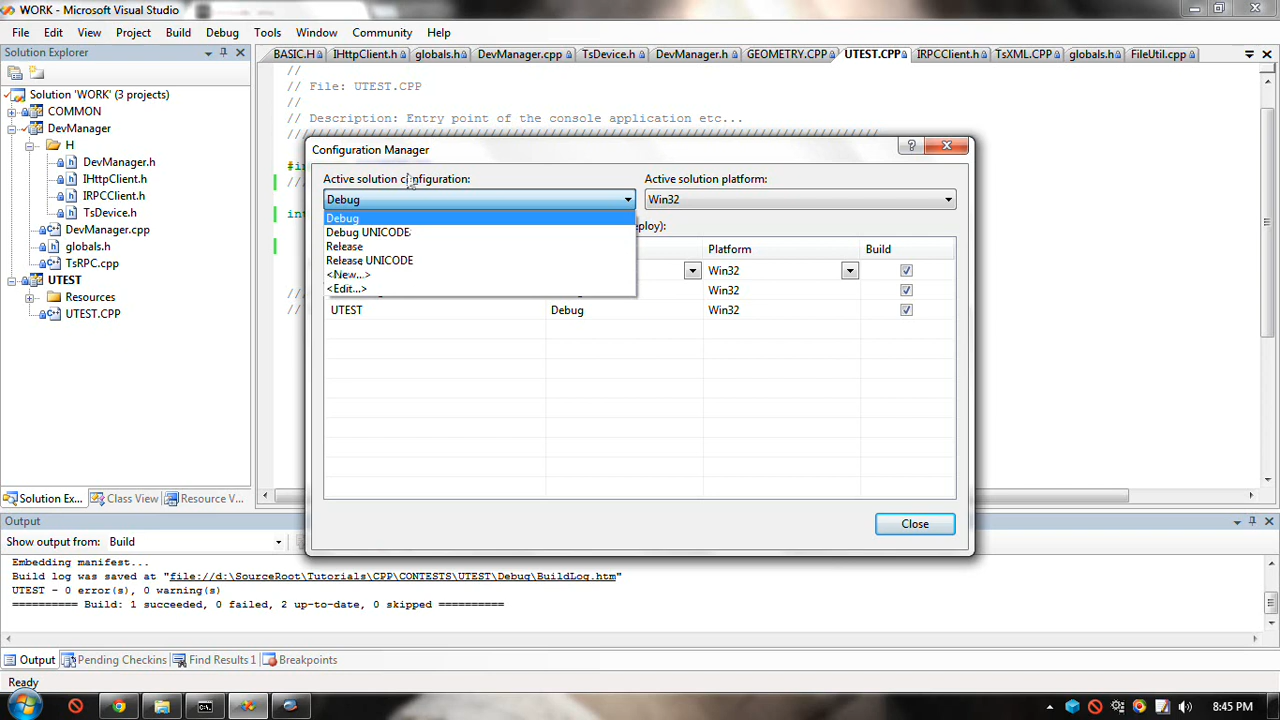 WORK - Microsoft Visual Studio
File Edit View Project Build Debug Tools Window Community Help
Solution Explorer
BASIC.H IHttpClient.h globals.h DevManager.cpp TsDevice.h DevManager.h GEOMETRY.CPP UTEST.CPP IRPCClient.h TsXML.CPP globals.h FileUtil.cpp
Solution 'WORK' (3 projects)
COMMON
DevManager
H
DevManager.h
IHttpClient.h
IRPCClient.h
TsDevice.h
DevManager.cpp
globals.h
TsRPC.cpp
UTEST
Resources
UTEST.CPP
//
// File: UTEST.CPP
//
// Description: Entry point of the console application etc...
Configuration Manager
Active solution configuration:
Active solution platform:
Debug
Win32
Debug
Debug UNICODE
Release
Release UNICODE
<New...>
<Edit...>
ploy):
Platform
Build
Win32
Win32
UTEST
Debug
Win32
Close
Solution Ex... Class View Resource V...
Output
Show output from: Build
Embedding manifest...
Build log was saved at "file://d:\SourceRoot\Tutorials\CPP\CONTESTS\UTEST\Debug\BuildLog.htm"
UTEST - 0 error(s), 0 warning(s)
========== Build: 1 succeeded, 0 failed, 2 up-to-date, 0 skipped ==========
Output Pending Checkins Find Results 1 Breakpoints
Ready
8:45 PM